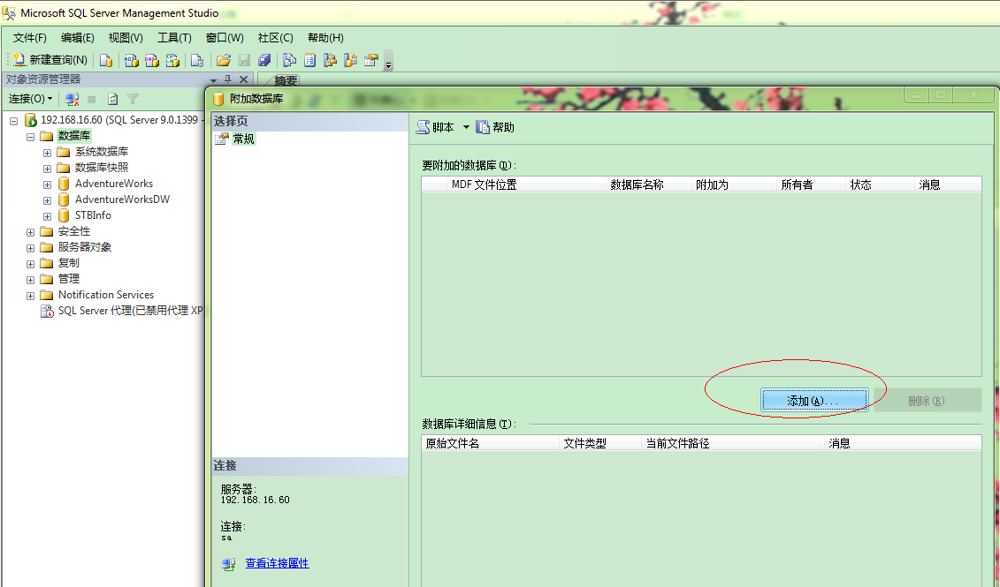 Microsoft SQL Server Management Studio
文件(F) 编辑(E) 视图(V) 工具(T) 窗口(W) 社区(C) 帮助(H)
新建查询(N)
对象资源管理器
摘要
连接(O)
192.168.16.60 (SQL Server 9.0.1399 -
数据库
系统数据库
数据库快照
AdventureWorks
AdventureWorksDW
STBInfo
安全性
服务器对象
复制
管理
Notification Services
SQL Server 代理(已禁用代理 XP)
附加数据库
选择页
常规
脚本 帮助
要附加的数据库(D):
MDF 文件位置 数据库名称 附加为 所有者 状态 消息
添加(A)... 删除(R)
数据库详细信息(T):
原始文件名 文件类型 当前文件路径 消息
连接
服务器:
192.168.16.60
连接:
sa
查看连接属性